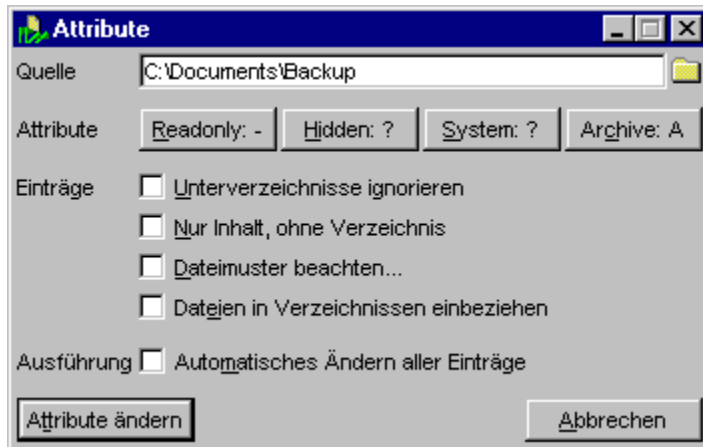 Attribute
Quelle C:\Documents\Backup
Attribute Readonly: - Hidden: ? System: ? Archive: A
Einträge Unterverzeichnisse ignorieren
Nur Inhalt, ohne Verzeichnis
Dateimuster beachten...
Dateien in Verzeichnissen einbeziehen
Ausführung Automatisches Ändern aller Einträge
Attribute ändern Abbrechen